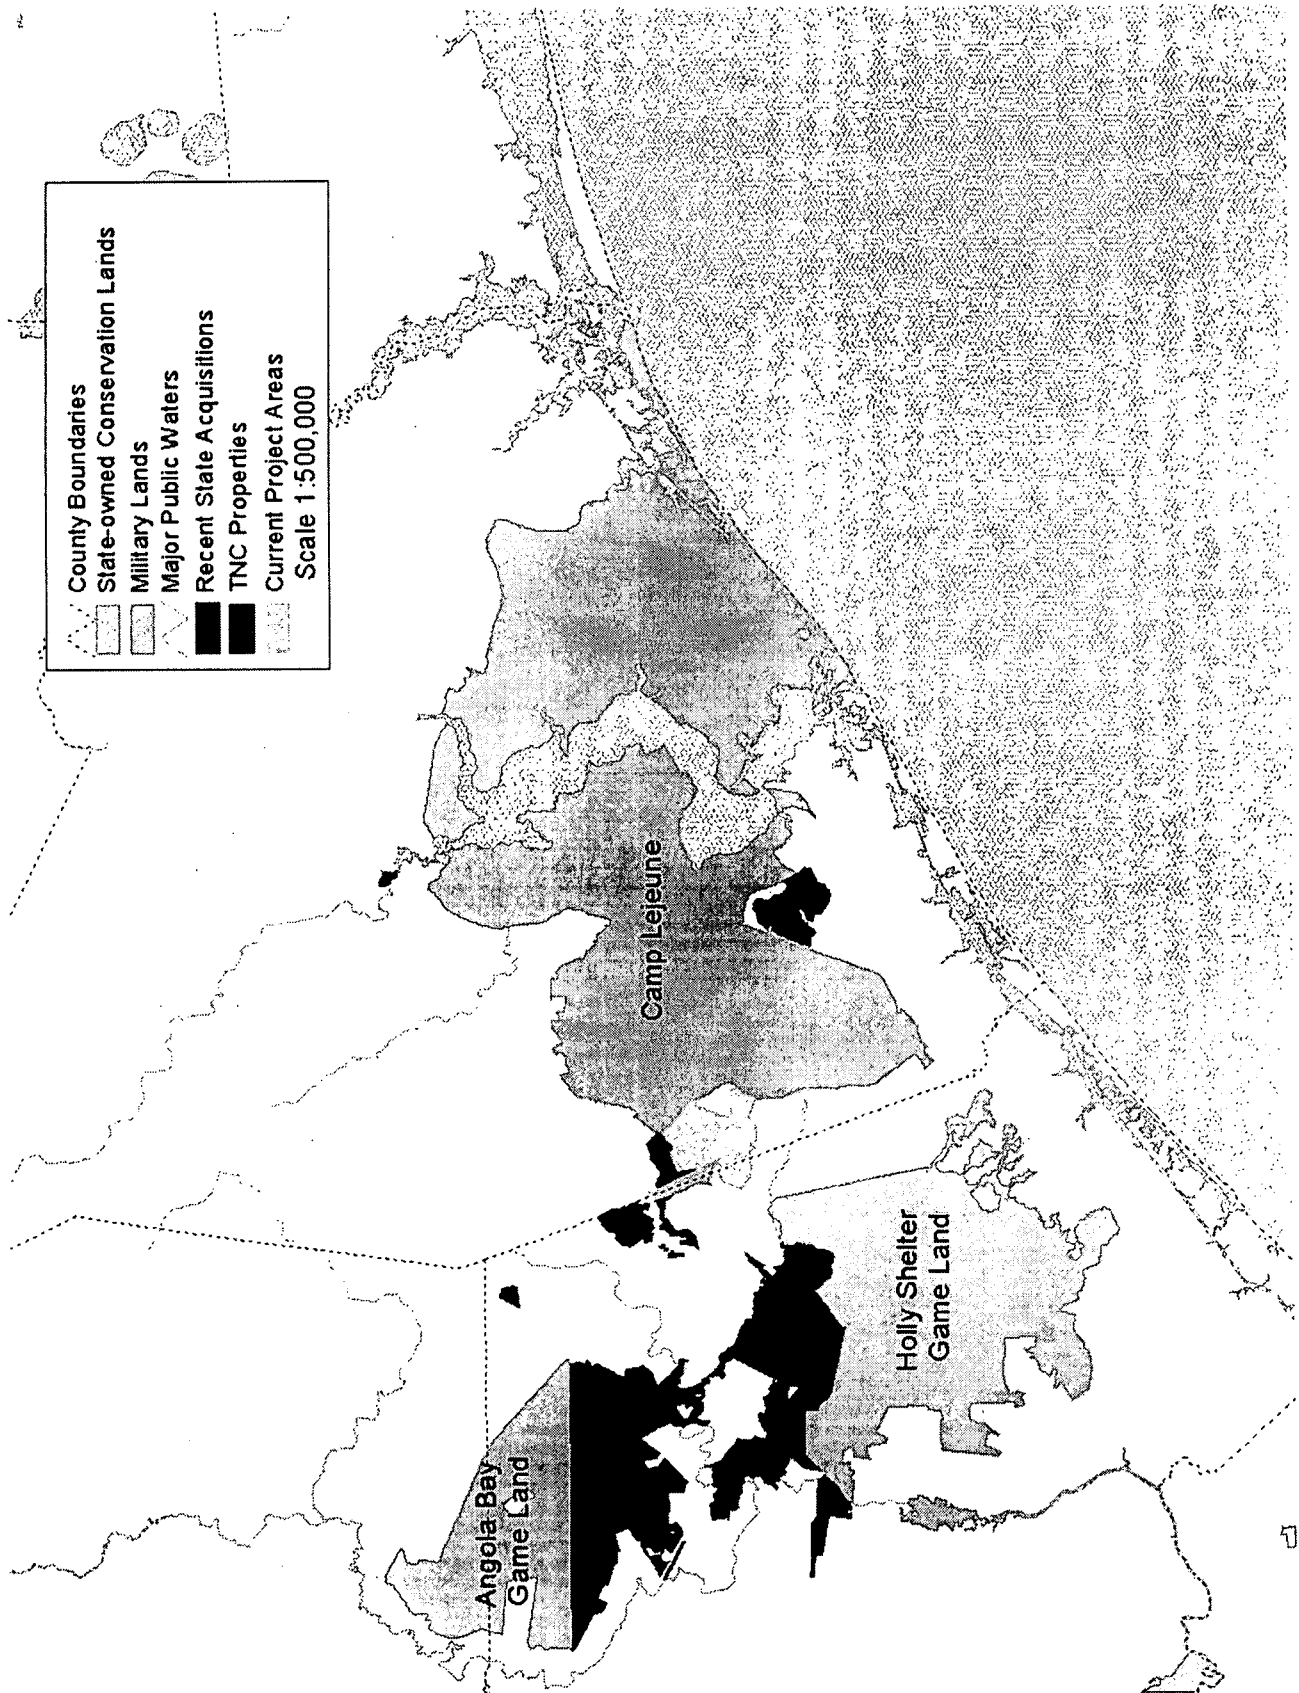 County Boundaries
State-owned Conservation Lands
Military Lands
Major Public Waters
Recent State Acquisitions
TNC Properties
Current Project Areas
Scale 1:500,000
Camp Lejeune
Angola Bay
Game Land
Holly Shelter
Game Land